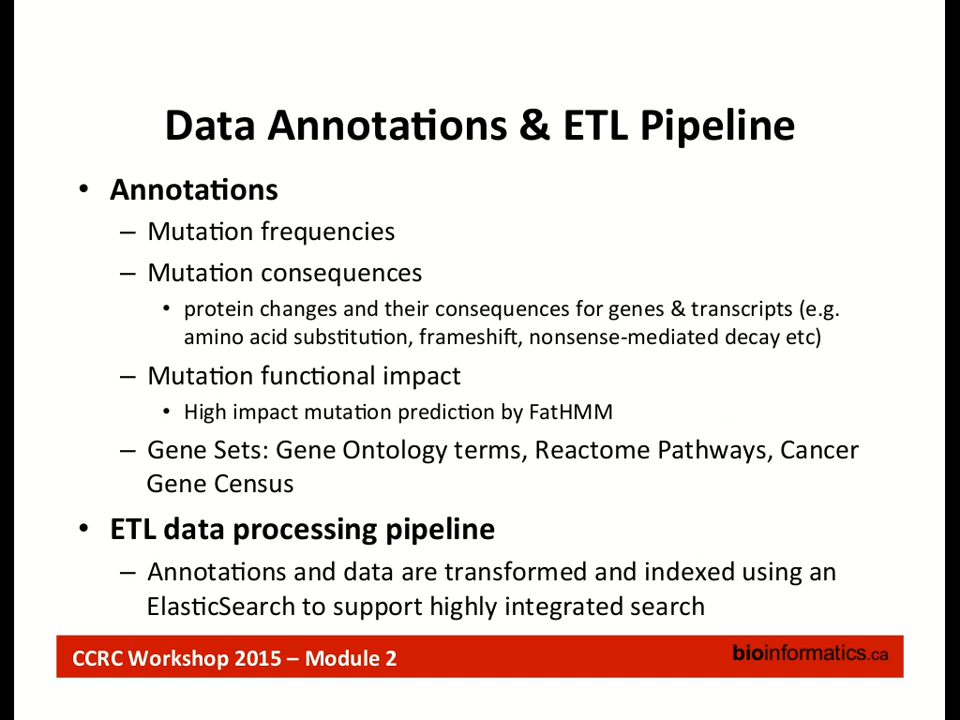 Data Annotations & ETL Pipeline
• Annotations
– Mutation frequencies
– Mutation consequences
• protein changes and their consequences for genes & transcripts (e.g.
amino acid substitution, frameshift, nonsense-mediated decay etc)
– Mutation functional impact
• High impact mutation prediction by FatHMM
– Gene Sets: Gene Ontology terms, Reactome Pathways, Cancer
Gene Census
• ETL data processing pipeline
– Annotations and data are transformed and indexed using an
ElasticSearch to support highly integrated search
CCRC Workshop 2015 – Module 2
bioinformatics.ca